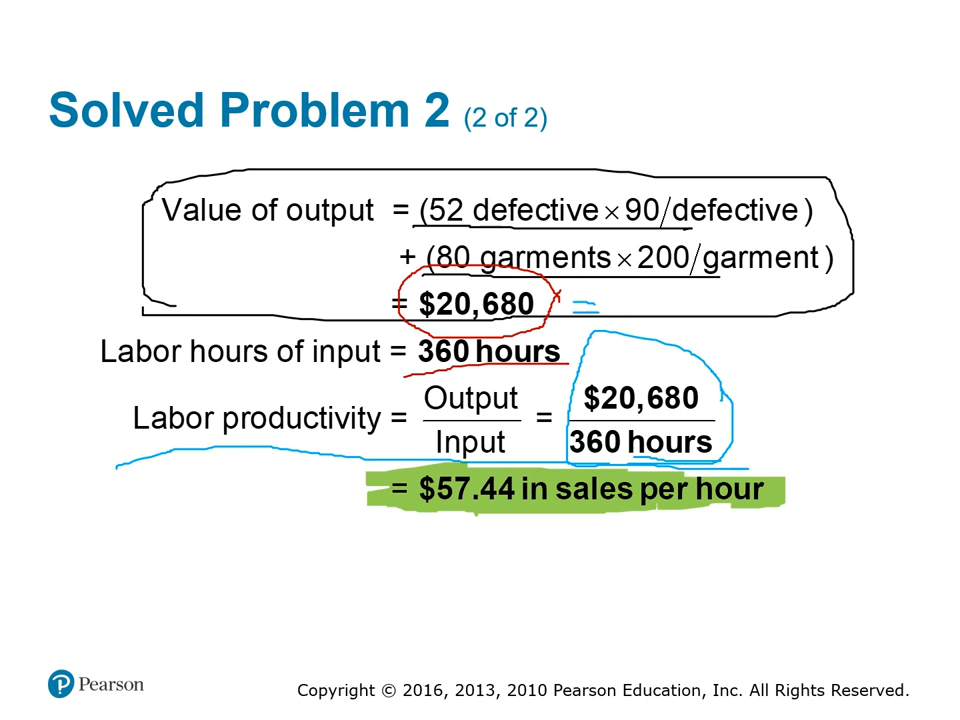 Solved Problem 2 (2 of 2)
Value of output = (52 defective × 90/defective)
+ (80 garments × 200/garment)
= $20,680
Labor hours of input = 360 hours
Labor productivity = Output/Input = $20,680/360 hours
= $57.44 in sales per hour
Pearson
Copyright © 2016, 2013, 2010 Pearson Education, Inc. All Rights Reserved.